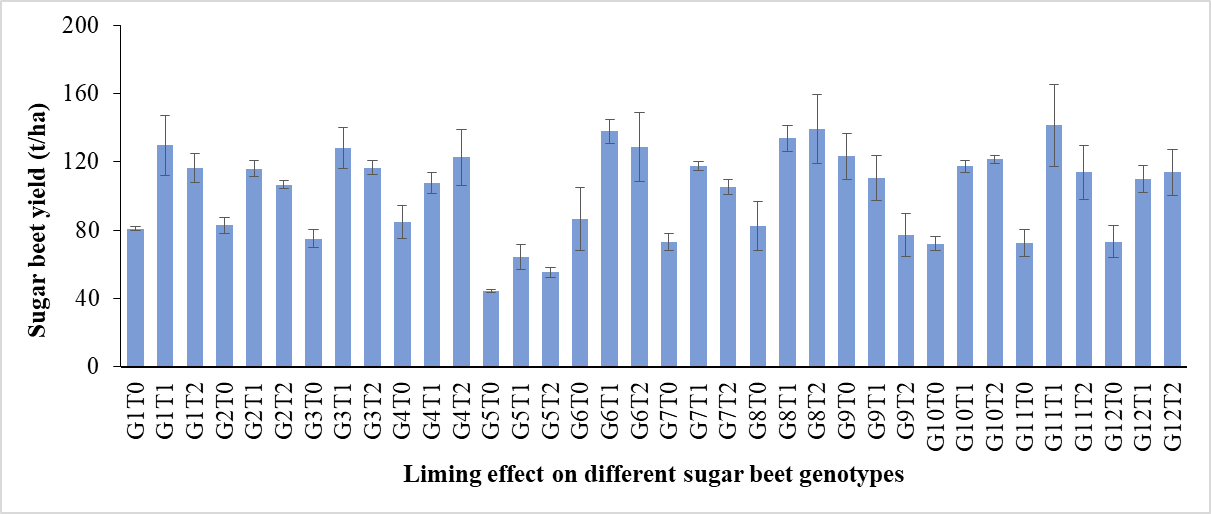 200
160
120
80
40
0
Sugar beet yield (t/ha)
G1T0
G1T1
G1T2
G2T0
G2T1
G2T2
G3T0
G3T1
G3T2
G4T0
G4T1
G4T2
G5T0
G5T1
G5T2
G6T0
G6T1
G6T2
G7T0
G7T1
G7T2
G8T0
G8T1
G8T2
G9T0
G9T1
G9T2
G10T0
G10T1
G10T2
G11T0
G11T1
G11T2
G12T0
G12T1
G12T2
Liming effect on different sugar beet genotypes